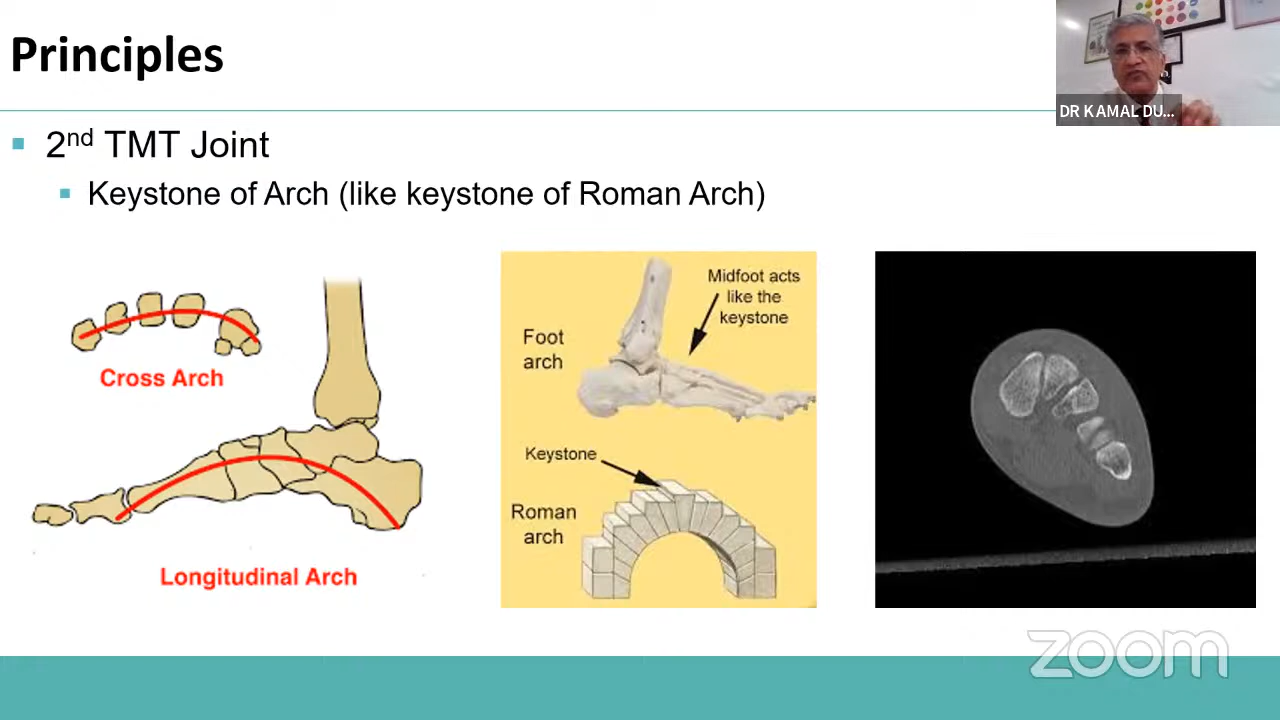 Principles
DR KAMAL DU...
2nd TMT Joint
Keystone of Arch (like keystone of Roman Arch)
Cross Arch
Longitudinal Arch
Midfoot acts
like the
keystone
Foot
arch
Keystone
Roman
arch
zoom